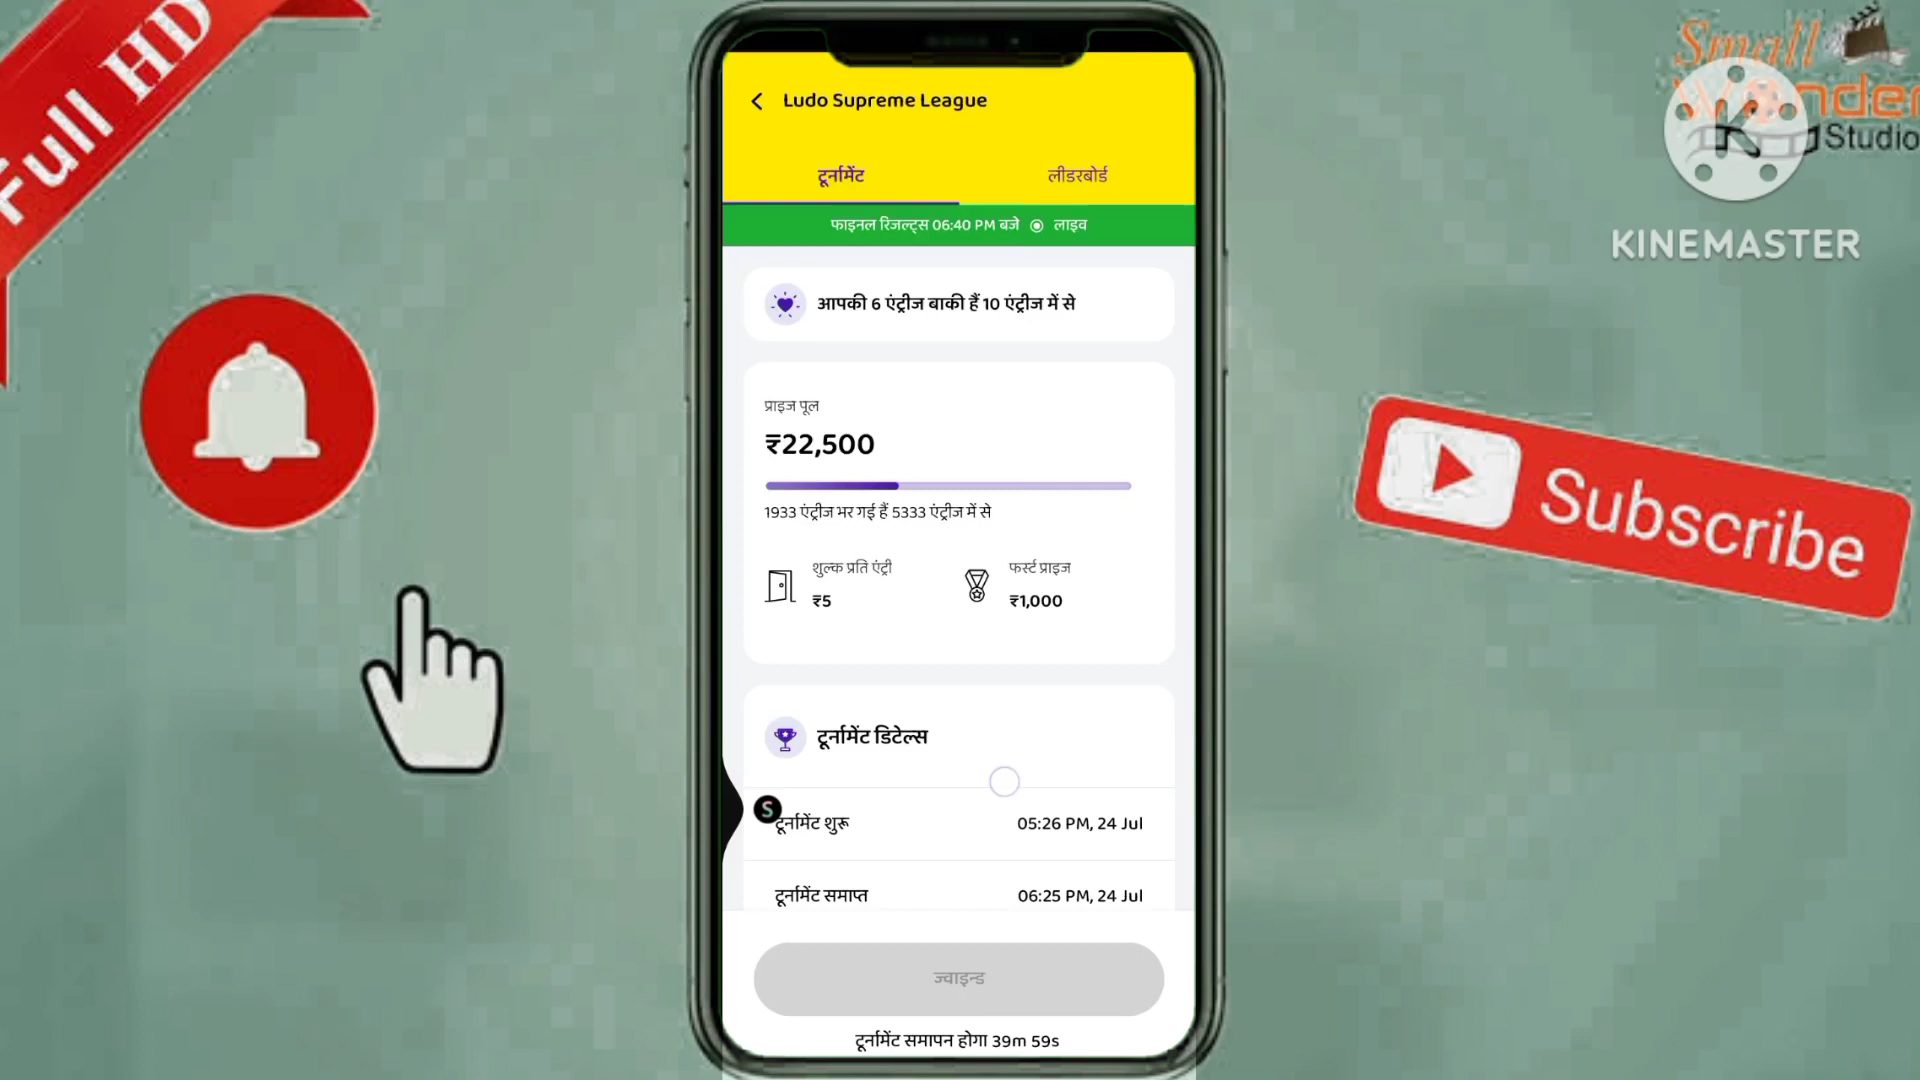 Full HD
Small
Wonder
Studio
KINEMASTER
Subscribe
Ludo Supreme League
टूर्नामेंट
लीडरबोर्ड
फाइनल रिजल्ट्स 06:40 PM बजे
लाइव
आपकी 6 एंट्रीज बाकी हैं 10 एंट्रीज में से
प्राइज पूल
₹22,500
1933 एंट्रीज भर गई हैं 5333 एंट्रीज में से
शुल्क प्रति एंट्री
₹5
फर्स्ट प्राइज
₹1,000
टूर्नामेंट डिटेल्स
S
टूर्नामेंट शुरू
05:26 PM, 24 Jul
टूर्नामेंट समाप्त
06:25 PM, 24 Jul
ज्वाइन्ड
टूर्नामेंट समापन होगा 39m 59s